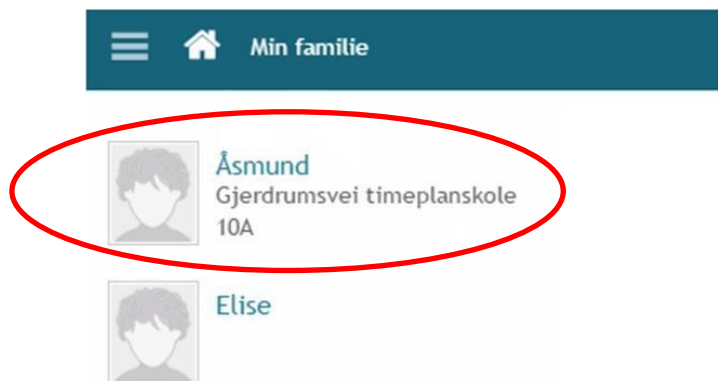 Min familie
Åsmund
Gjerdrumsvei timeplanskole
10A
Elise